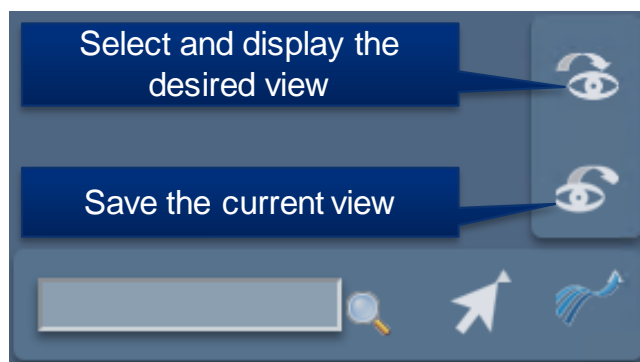 Select and display the
desired view
Save the current view